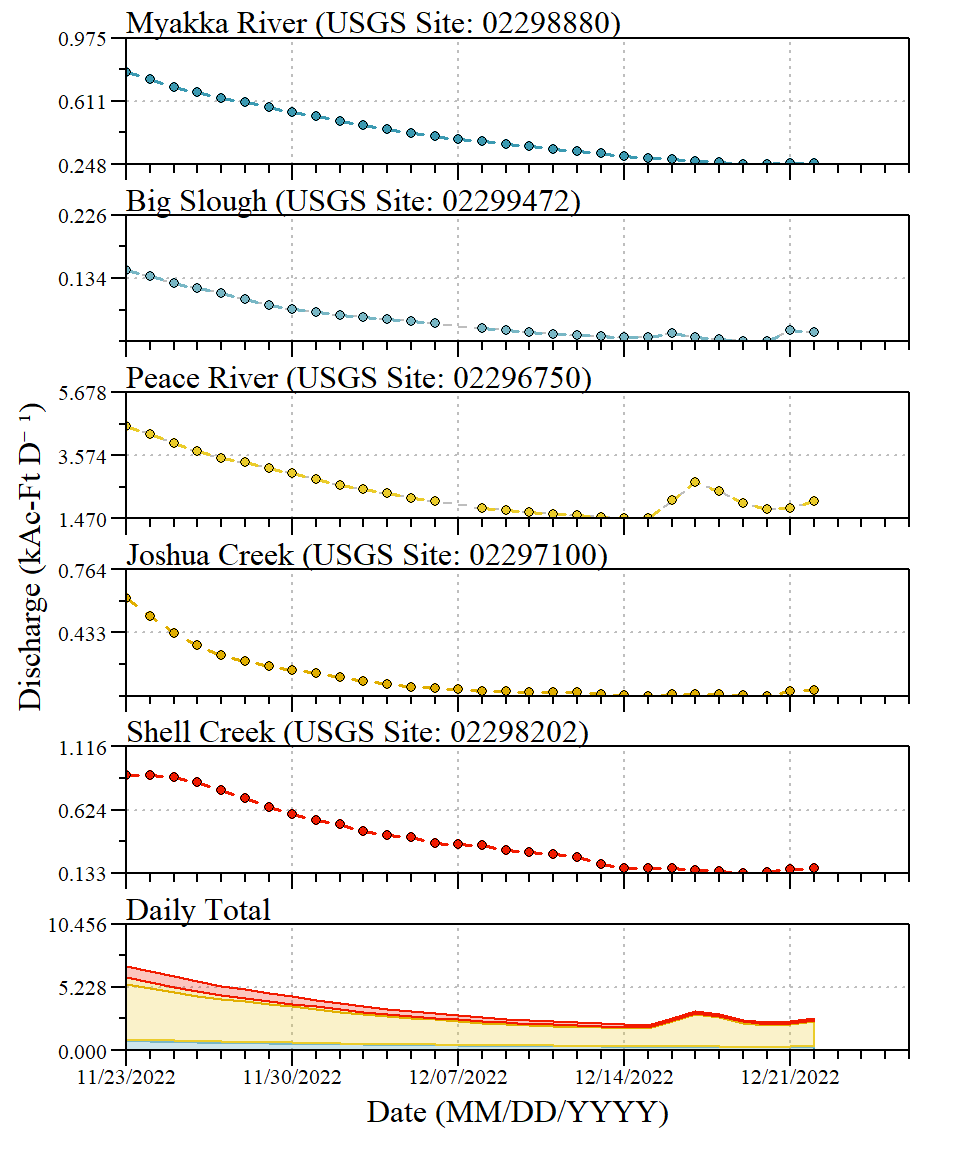 Myakka River (USGS Site: 02298880)
0.975
0.611
0.248
Big Slough (USGS Site: 02299472)
0.226
0.134
Peace River (USGS Site: 02296750)
5.678
3.574
1.470
Joshua Creek (USGS Site: 02297100)
0.764
0.433
Shell Creek (USGS Site: 02298202)
1.116
0.624
0.133
Daily Total
10.456
5.228
0.000
11/23/2022 11/30/2022 12/07/2022 12/14/2022 12/21/2022
Date (MM/DD/YYYY)
Discharge (kAc-Ft D⁻¹)